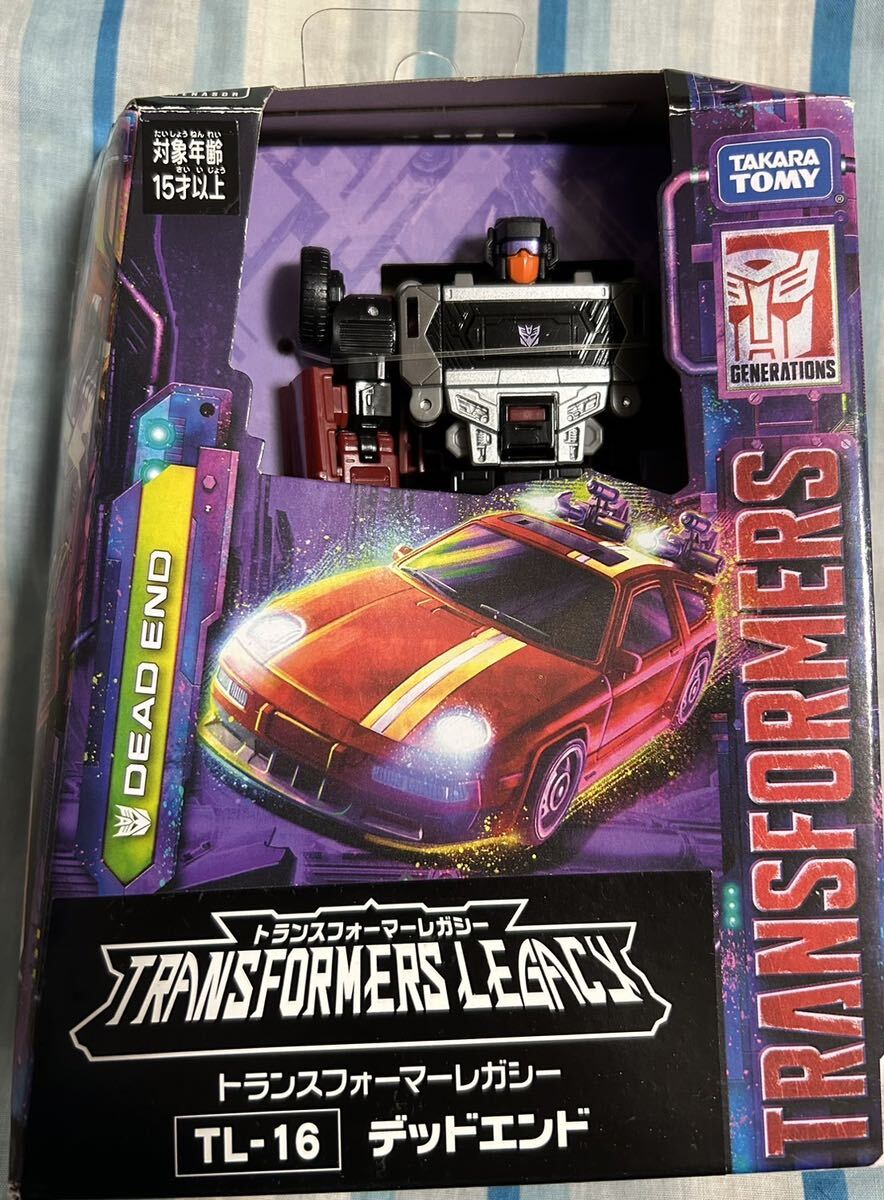 たいしょうねんれい
対象年齢
さいいじょう
15才以上
TAKARA
TOMY
®
GENERATIONS
TRANSFORMERS
DEAD END
トランスフォーマーレガシー
TRANSFORMERS LEGACY
トランスフォーマーレガシー
TL-16 デッドエンド